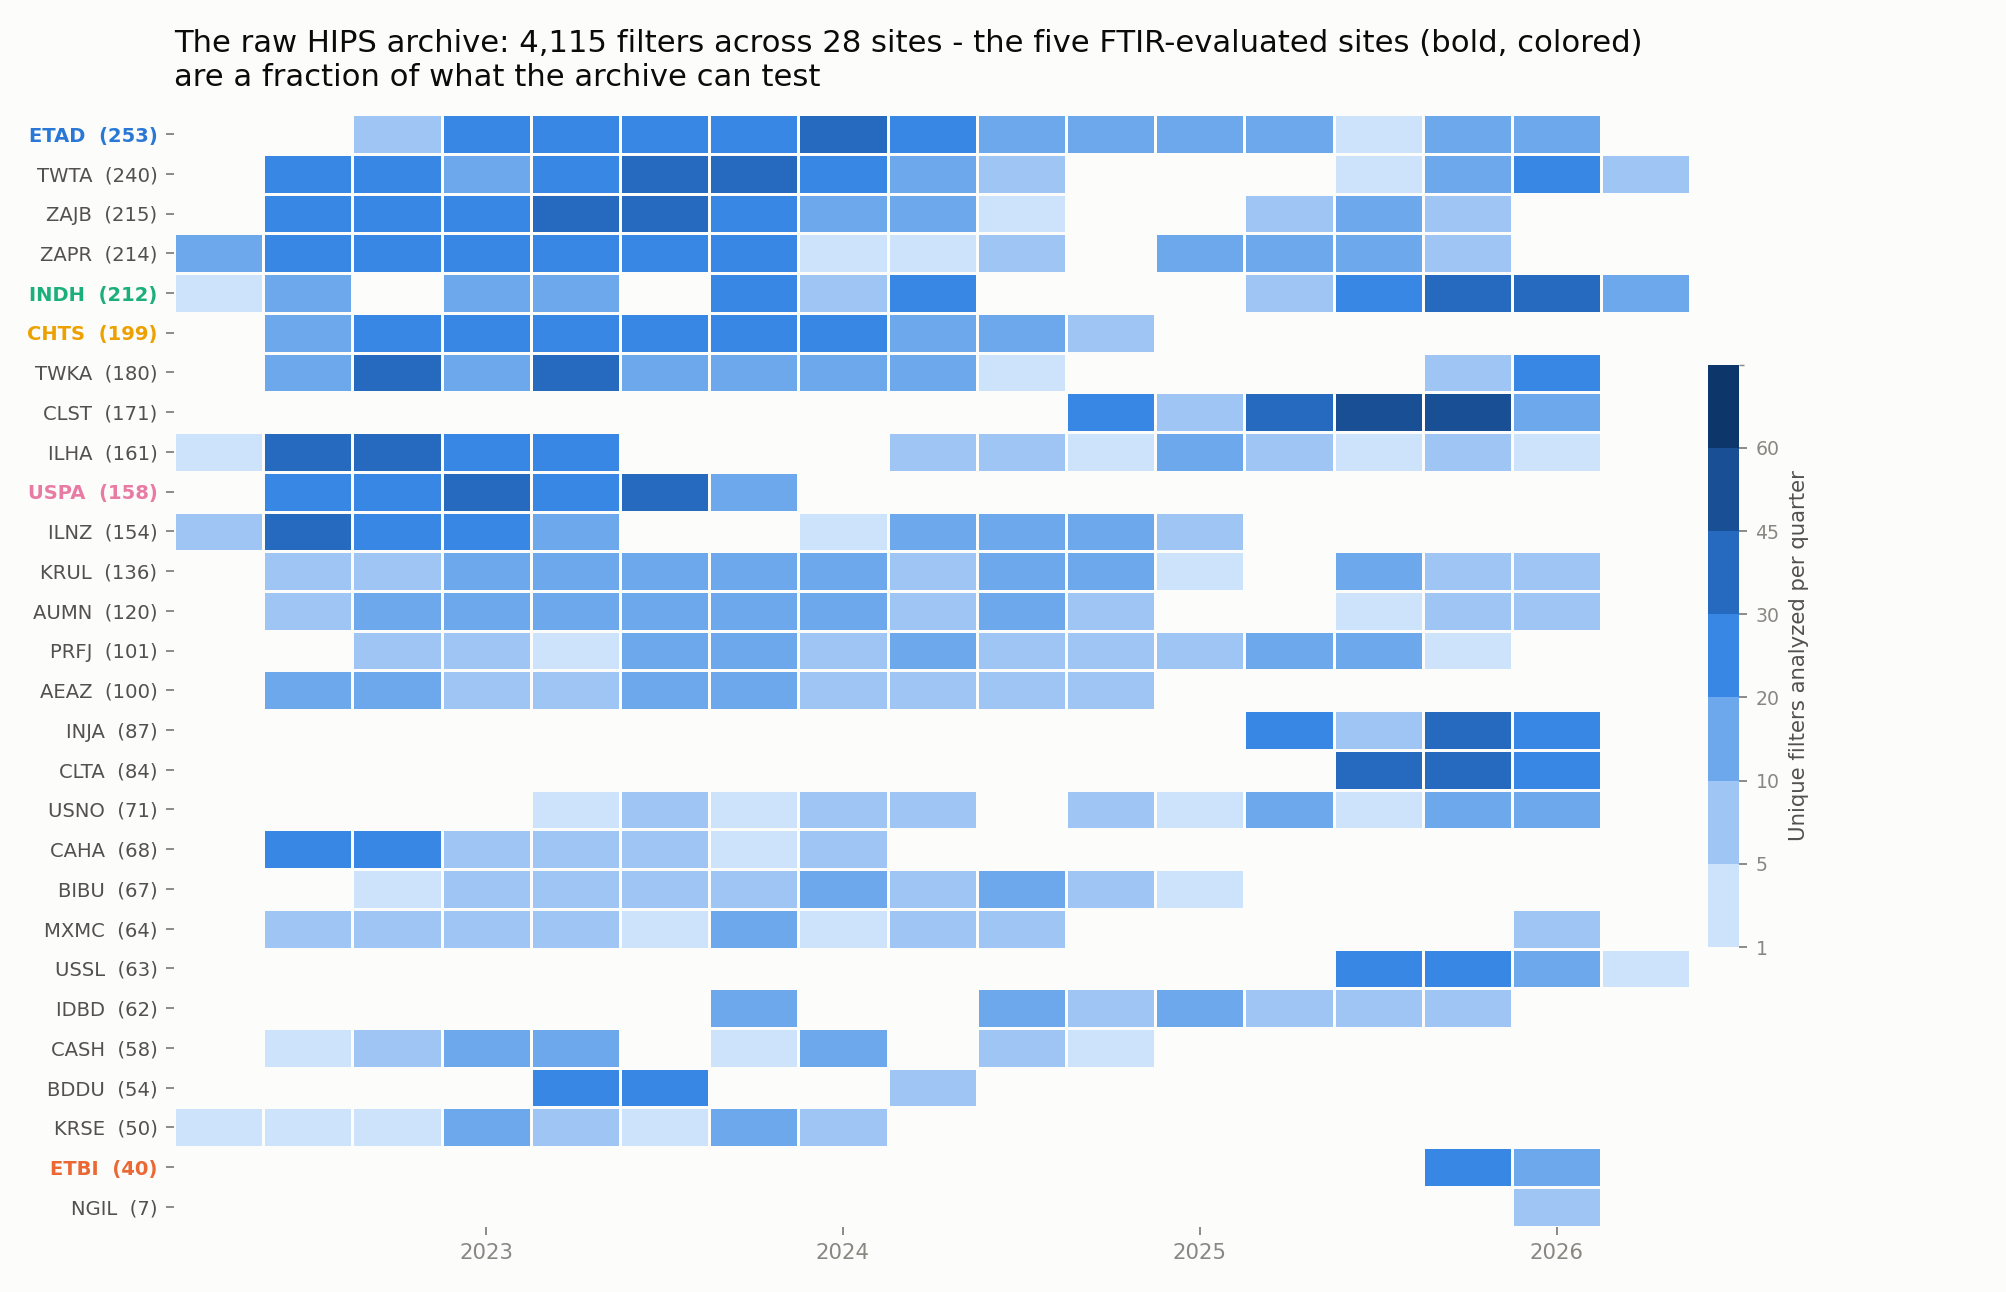 The raw HIPS archive: 4,115 filters across 28 sites - the five FTIR-evaluated sites (bold, colored)
are a fraction of what the archive can test
ETAD (253)
TWTA (240)
ZAJB (215)
ZAPR (214)
INDH (212)
CHTS (199)
TWKA (180)
CLST (171)
ILHA (161)
USPA (158)
ILNZ (154)
KRUL (136)
AUMN (120)
PRFJ (101)
AEAZ (100)
INJA (87)
CLTA (84)
USNO (71)
CAHA (68)
BIBU (67)
MXMC (64)
USSL (63)
IDBD (62)
CASH (58)
BDDU (54)
KRSE (50)
ETBI (40)
NGIL (7)
2023
2024
2025
2026
60
45
30
20
10
5
1
Unique filters analyzed per quarter